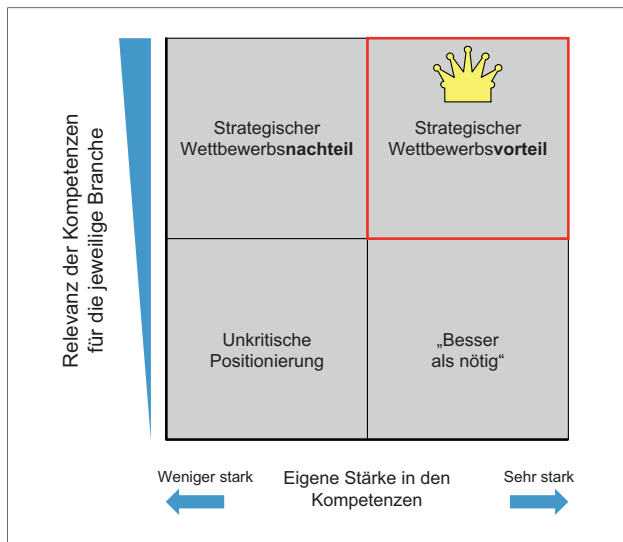 Relevanz der Kompetenzen
für die jeweilige Branche
Strategischer
Wettbewerbsnachteil
Strategischer
Wettbewerbsvorteil
Unkritische
Positionierung
„Besser
als nötig“
Weniger stark
Eigene Stärke in den
Kompetenzen
Sehr stark